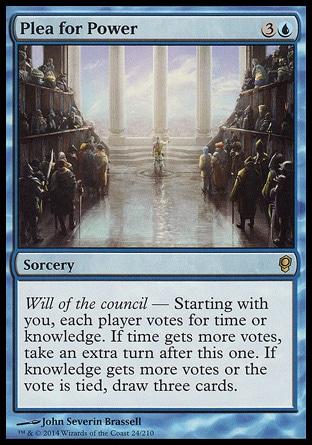 Plea for Power 3
Sorcery
Will of the council — Starting with
you, each player votes for time or
knowledge. If time gets more votes,
take an extra turn after this one. If
knowledge gets more votes or
the vote is tied, draw three cards.
John Severin Brassell
™ & © 2014 Wizards of the Coast 24/210